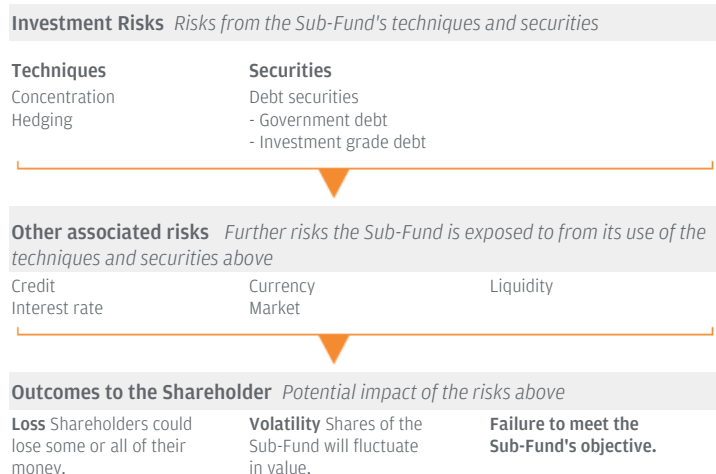 Investment Risks Risks from the Sub-Fund's techniques and securities
Techniques Securities
Concentration Debt securities
Hedging - Government debt
- Investment grade debt
Other associated risks Further risks the Sub-Fund is exposed to from its use of the
techniques and securities above
Credit Currency Liquidity
Interest rate Market
Outcomes to the Shareholder Potential impact of the risks above
Loss Shareholders could Volatility Shares of the Failure to meet the
lose some or all of their Sub-Fund will fluctuate Sub-Fund's objective.
money. in value.